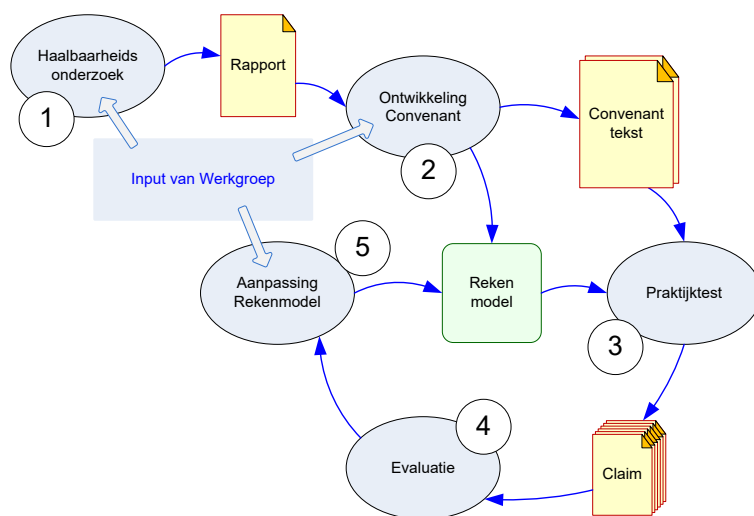 Haalbaarheids
onderzoek
1
Rapport
Ontwikkeling
Convenant
2
Convenant
tekst
Input van Werkgroep
5
Aanpassing
Rekenmodel
Reken
model
Praktijktest
3
4
Evaluatie
Claim